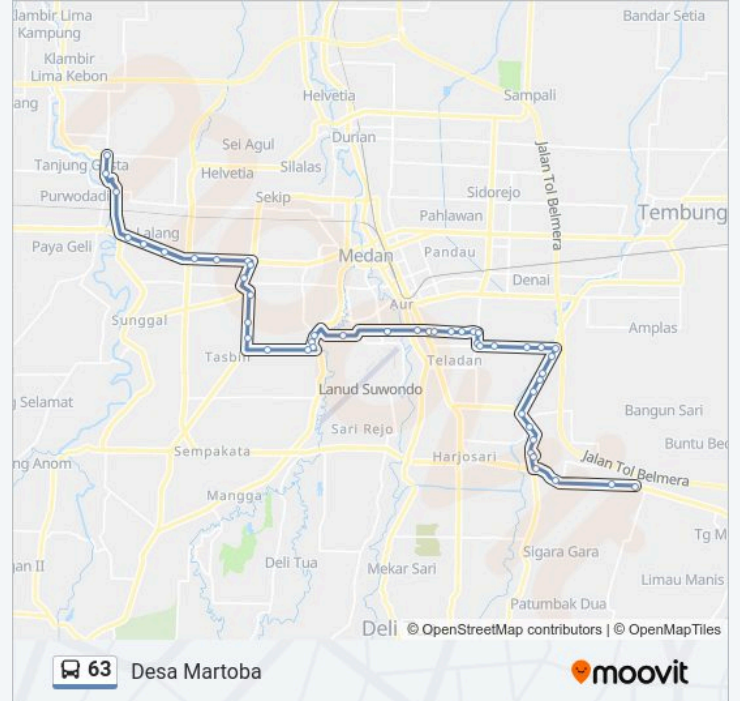 lambir Lima
Kampung
Bandar Setia
Klambir
Lima Kebon
ang
Helvetia
Sampali
Durian
Sei Agul
Jalan Tol Belmera
Tanjung G sta
Helvetia
Silalas
Purwodadi
Sekip
Sidorejo
Tembung
Pahlawan
Lalang
Paya Geli
Medan
Pandau
Denai
Aur
Sunggal
Amplas
Tasbih
Teladan
Lanud Suwondo
g Selamat
Bangun Sari
Sari Rejo
Buntu Bed
Sempakata
Harjosari
ng Anom
Jalan Tol Belmera
Mangga
Tg M
Sigara Gara
Deli Tua
Mekar Sari
an II
Limau Manis
Patumbak Dua
Deli
© OpenStreetMap contributors | © OpenMapTiles
63 Desa Martoba
moovit